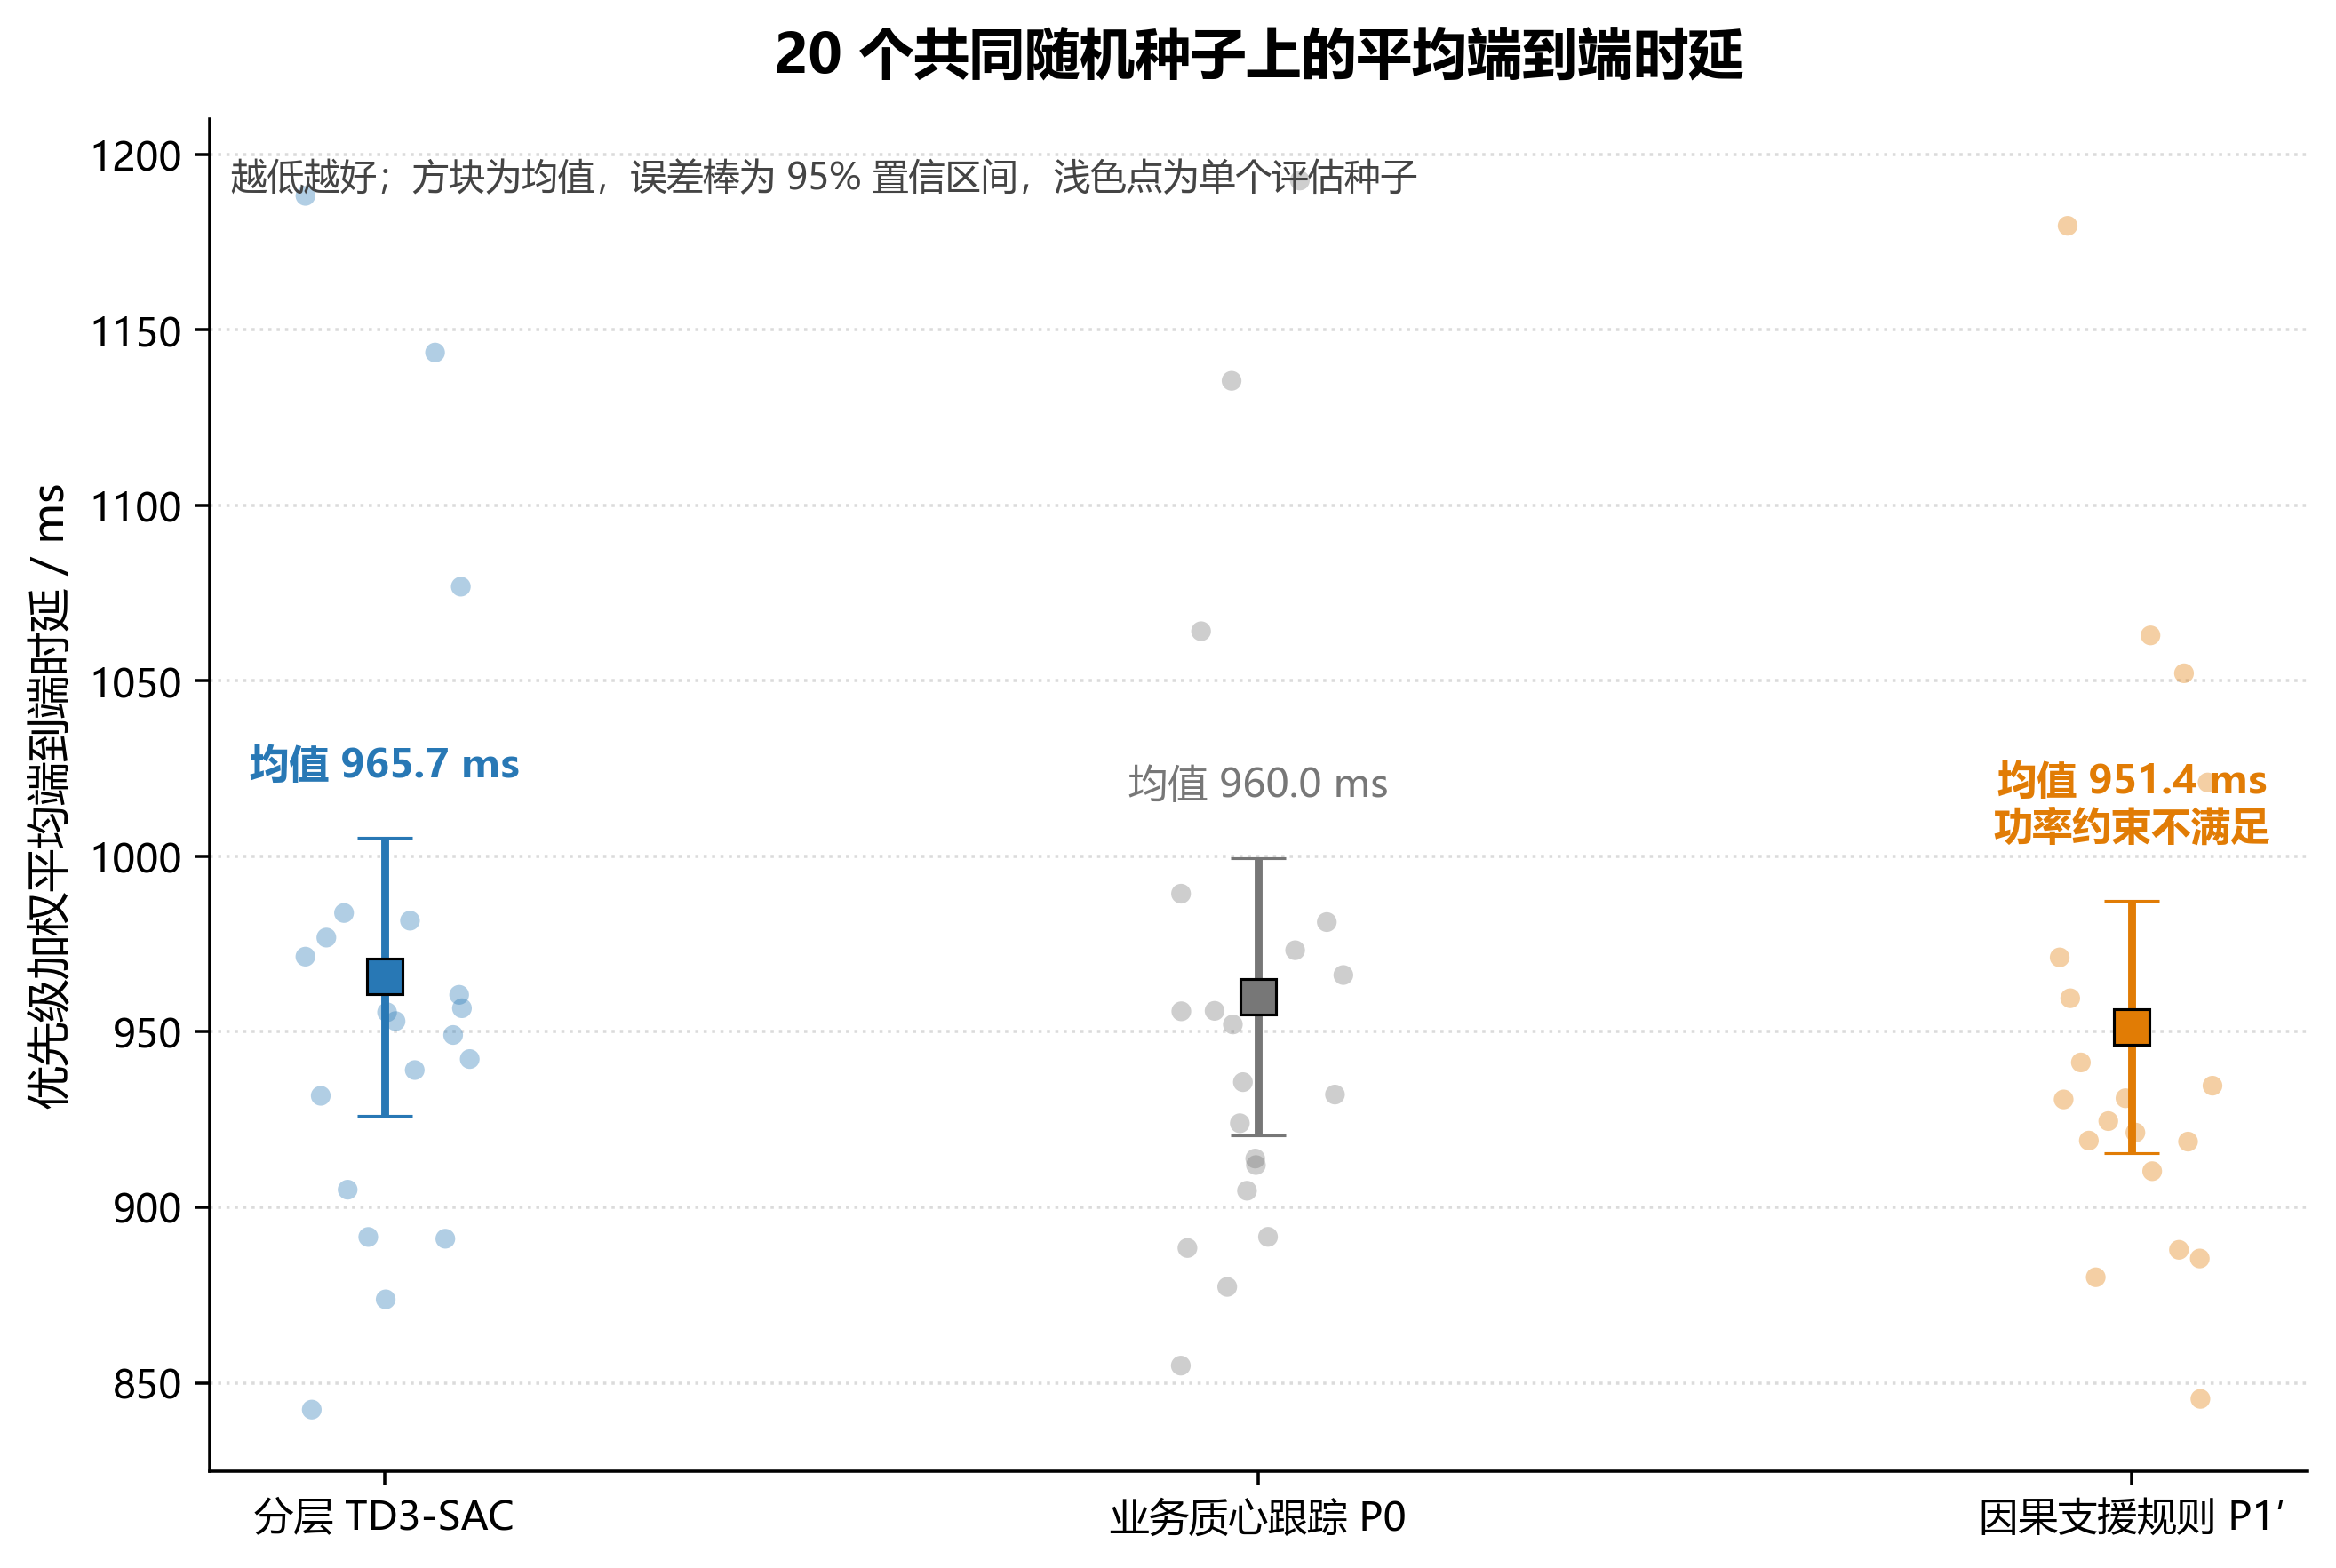 20 个共同随机种子上的平均端到端时延
越低越好；方块为均值，误差棒为 95% 置信区间，浅色点为单个评估种子
优先级加权平均端到端时延 / ms
1200
1150
1100
1050
1000
950
900
850
均值 965.7 ms
均值 960.0 ms
均值 951.4 ms
功率约束不满足
分层 TD3-SAC
业务质心跟踪 P0
因果支援规则 P1′